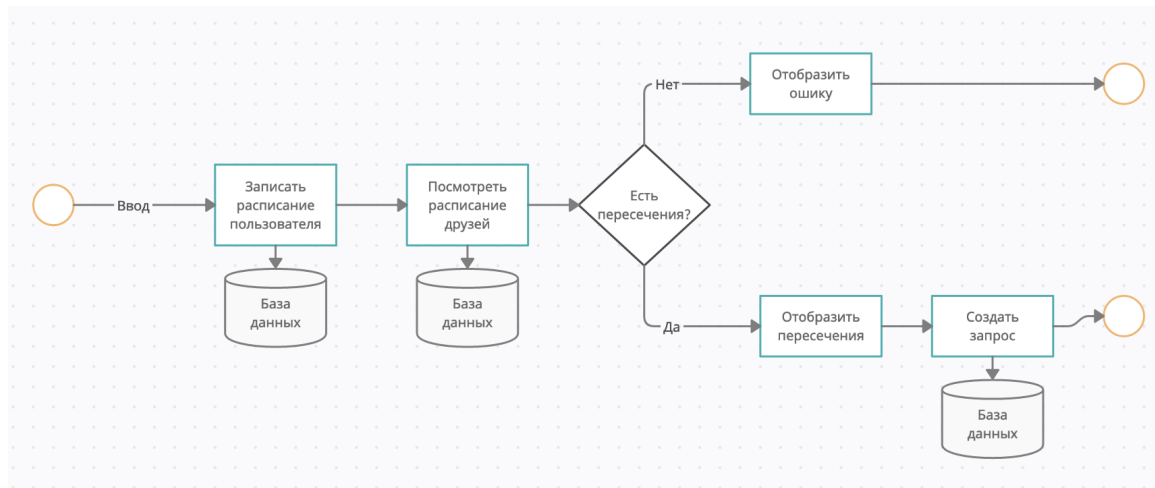 Нет
Отобразить
ошику
Ввод
Записать
расписание
пользователя
Посмотреть
расписание
друзей
Есть
пересечения?
База
данных
База
данных
Да
Отобразить
пересечения
Создать
запрос
База
данных